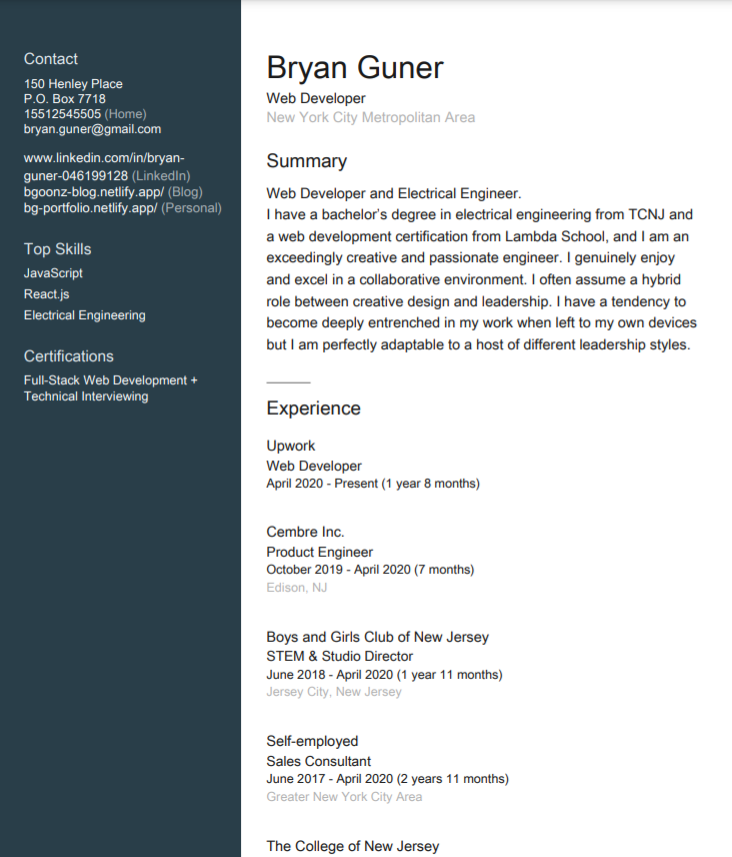 Contact
150 Henley Place
P.O. Box 7718
15512545505 (Home)
bryan.guner@gmail.com
www.linkedin.com/in/bryan-
guner-046199128 (LinkedIn)
bgoonz-blog.netlify.app/ (Blog)
bg-portfolio.netlify.app/ (Personal)
Top Skills
JavaScript
React.js
Electrical Engineering
Certifications
Full-Stack Web Development +
Technical Interviewing
Bryan Guner
Web Developer
New York City Metropolitan Area
Summary
Web Developer and Electrical Engineer.
I have a bachelor's degree in electrical engineering from TCNJ and
a web development certification from Lambda School, and I am an
exceedingly creative and passionate engineer. I genuinely enjoy
and excel in a collaborative environment. I often assume a hybrid
role between creative design and leadership. I have a tendency to
become deeply entrenched in my work when left to my own devices
but I am perfectly adaptable to a host of different leadership styles.
Experience
Upwork
Web Developer
April 2020 - Present (1 year 8 months)
Cembre Inc.
Product Engineer
October 2019 - April 2020 (7 months)
Edison, NJ
Boys and Girls Club of New Jersey
STEM & Studio Director
June 2018 - April 2020 (1 year 11 months)
Jersey City, New Jersey
Self-employed
Sales Consultant
June 2017 - April 2020 (2 years 11 months)
Greater New York City Area
The College of New Jersey